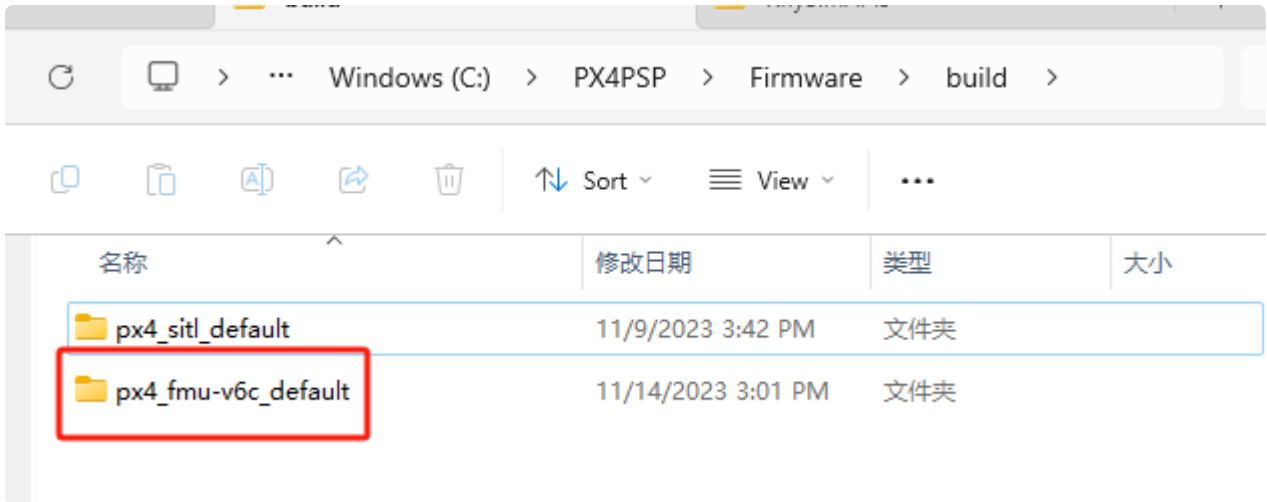 Windows (C:) > PX4PSP > Firmware > build >
Sort View
名称 修改日期 类型 大小
px4_sitl_default 11/9/2023 3:42 PM 文件夹
px4_fmu-v6c_default 11/14/2023 3:01 PM 文件夹